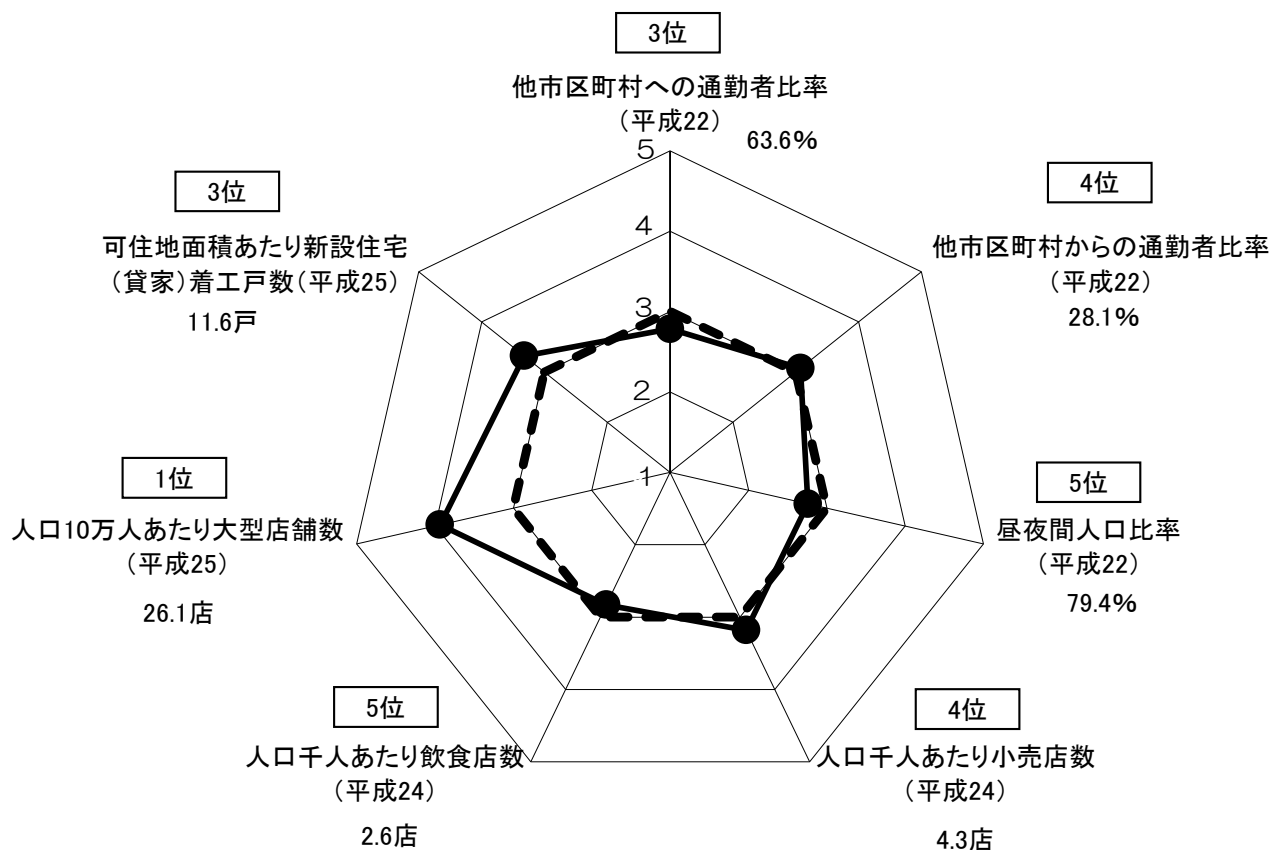 3位
他市区町村への通勤者比率
（平成22）
63.6%
4位
他市区町村からの通勤者比率
（平成22）
28.1%
5位
昼夜間人口比率
（平成22）
79.4%
4位
人口千人あたり小売店数
（平成24）
4.3店
5位
人口千人あたり飲食店数
（平成24）
2.6店
1位
人口10万人あたり大型店舗数
（平成25）
26.1店
3位
可住地面積あたり新設住宅
（貸家）着工戸数（平成25）
11.6戸
5
4
3
2
1